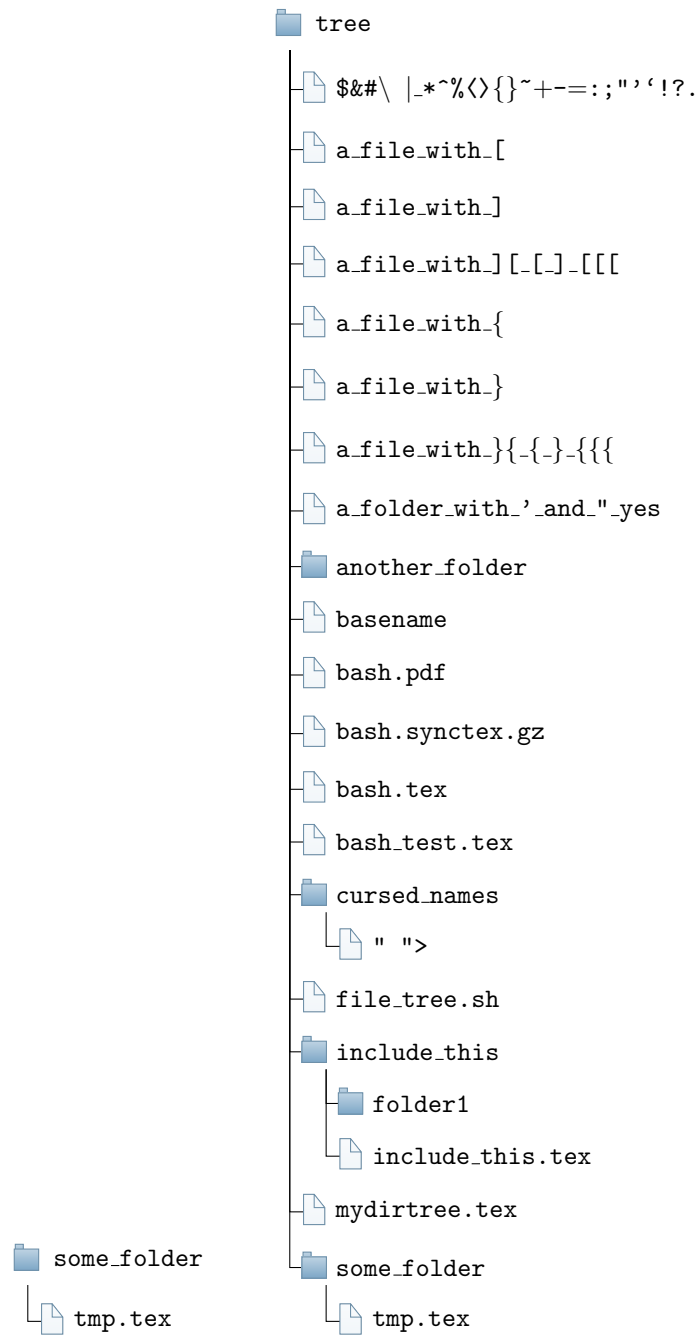 tree
$&#\ |_*^%⟨⟩{}~+-=:;"'‘!?.
a_file_with_[
a_file_with_]
a_file_with_][_[_]_[[[
a_file_with_{
a_file_with_}
a_file_with_}{_{_}_{{{
a_folder_with_'_and_"_yes
another_folder
basename
bash.pdf
bash.synctex.gz
bash.tex
bash_test.tex
cursed_names
" ">
file_tree.sh
include_this
folder1
include_this.tex
mydirtree.tex
some_folder
tmp.tex
some_folder
tmp.tex